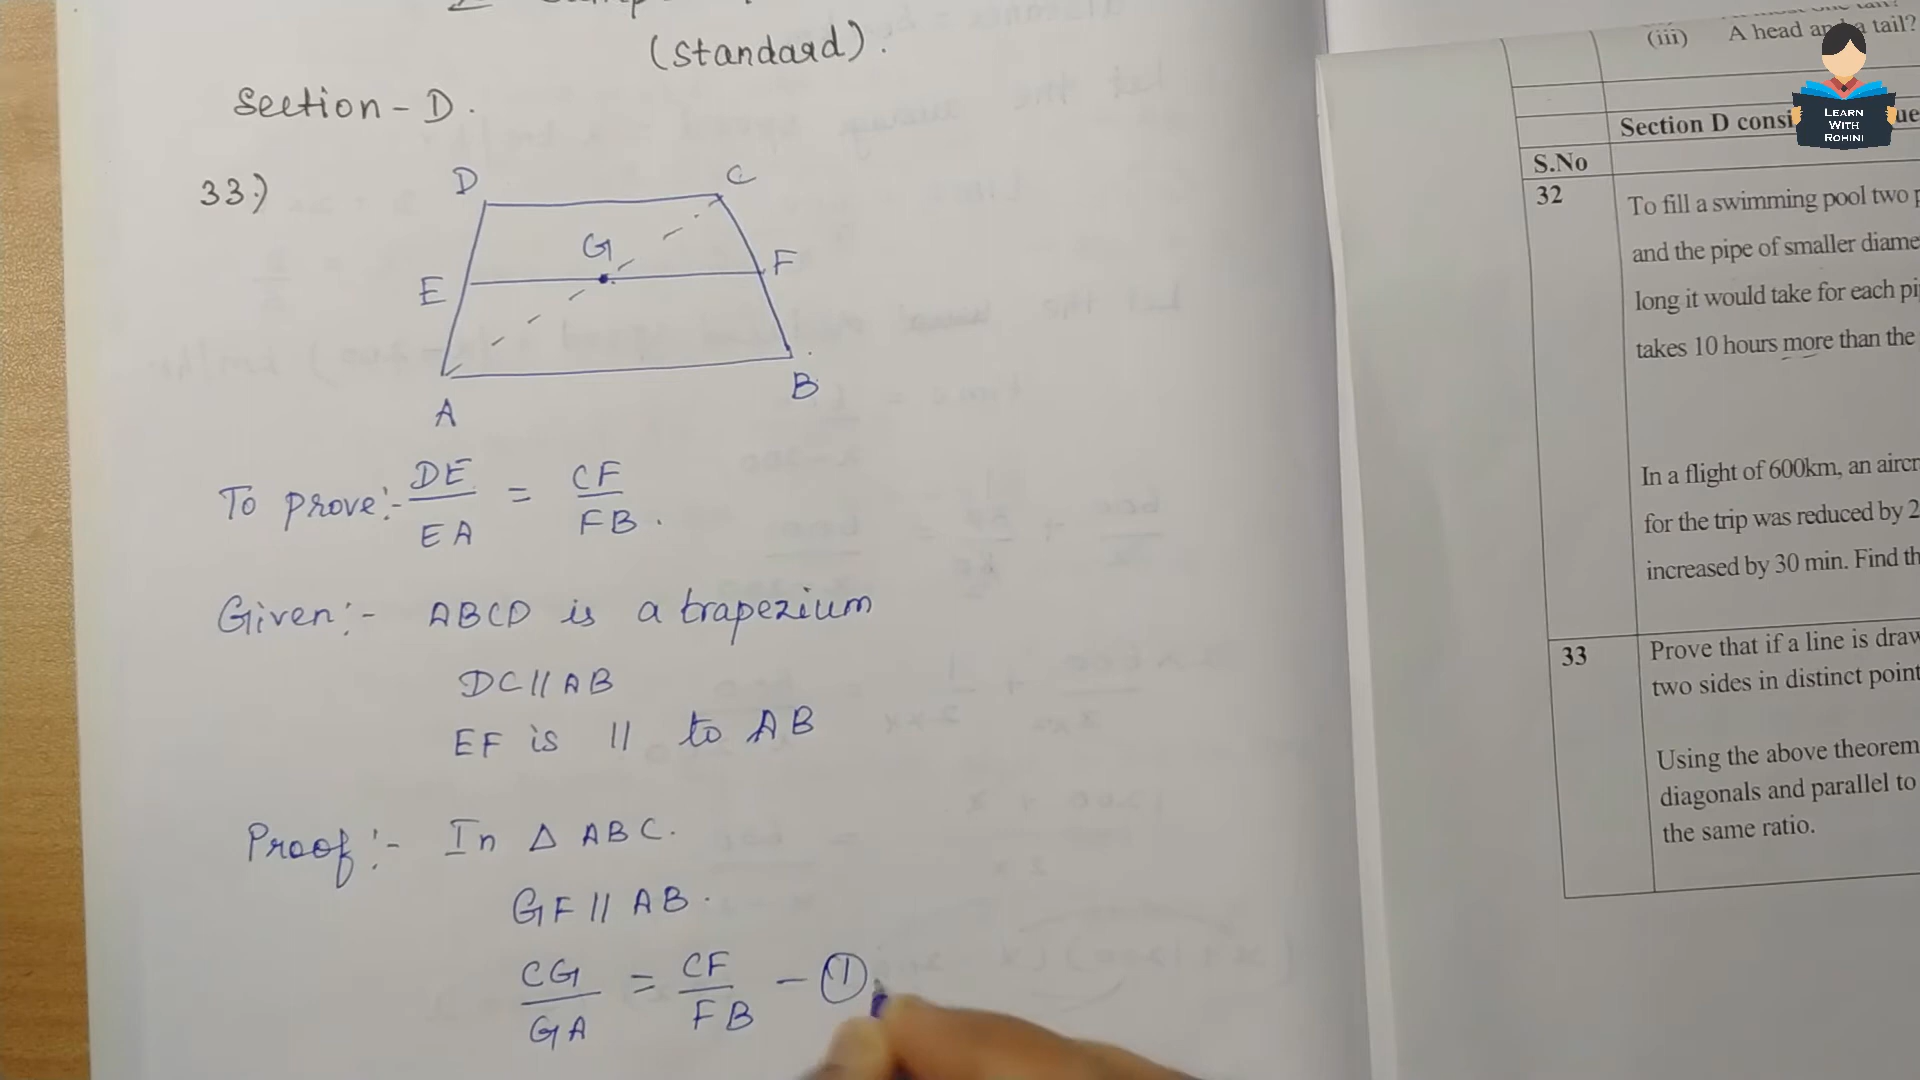 (Standard).
Section-D.
33)
D
C
G
E
F
A
B
To prove:- DE/EA = CF/FB.
Given:- ABCD is a trapezium
DC//AB
EF is // to AB
Proof:- In Δ ABC.
GF // AB.
CG/GA = CF/FB - ①
(iii) A head a tail?
LEARN
WITH
ROHINI
Section D consi
S.No
32
To fill a swimming pool two
and the pipe of smaller diame
long it would take for each pi
takes 10 hours more than the
In a flight of 600km, an aircr
for the trip was reduced by 2
increased by 30 min. Find th
33
Prove that if a line is draw
two sides in distinct point
Using the above theorem
diagonals and parallel to
the same ratio.